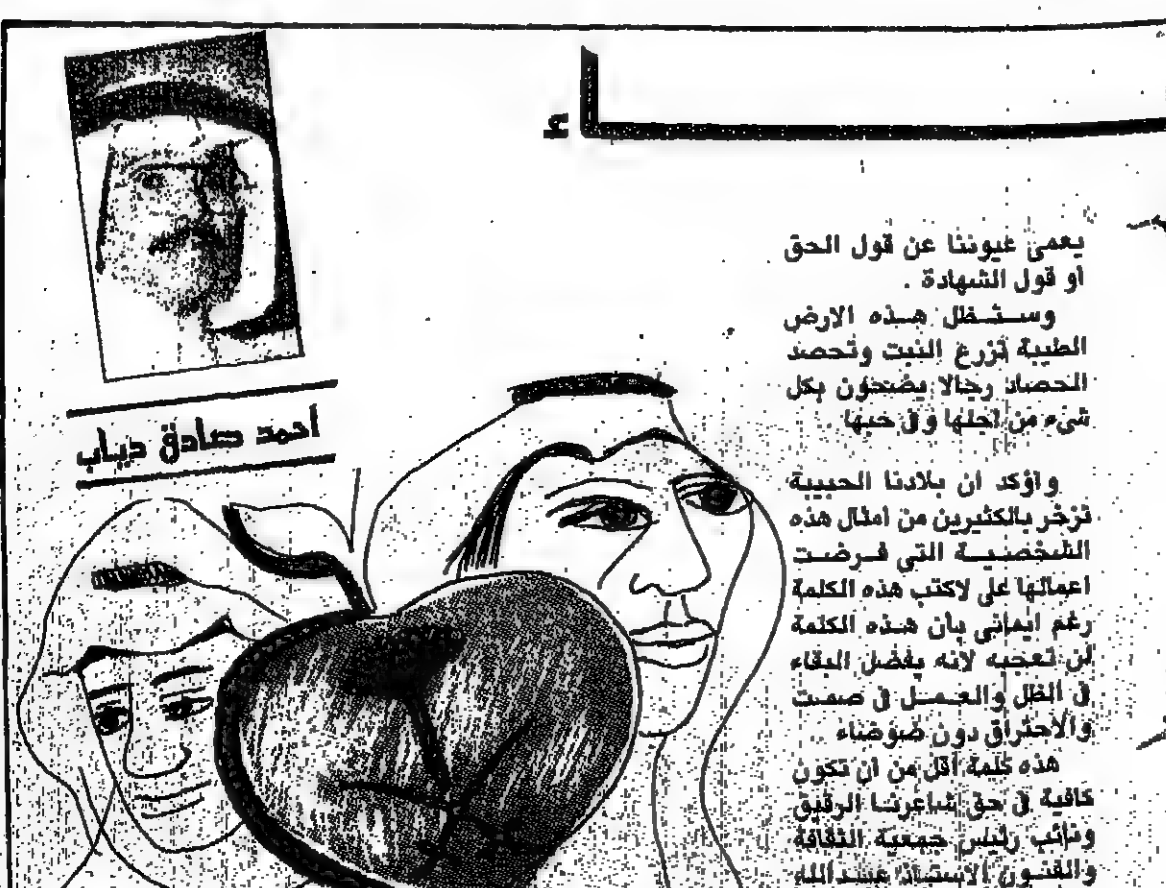 ـاء
يعمى عيوننا عن قول الحق
أو قول الشهادة .
وستظل هذه الارض
الطيبة تزرع النبت وتحصد
الحصاد رجالا يضحون بكل
شيء من أجلها وفي حبها .
واؤكد ان بلادنا الحبيبة
تزخر بالكثيرين من امثال هذه
الشخصية التي فرضت
اعمالها علي لاكتب هذه الكلمة
رغم ايماني بأن هذه الكلمة
لن تعجبه لانه يفضل البقاء
في الظل والعمل في صمت
والاحتراق دون ضوضاء .
هذه كلمة أقل من ان تكون
كافية في حق شاعرنا الرقيق
ونائب رئيس جمعية الثقافة
والفنون الاستاذ عبدالله
أحمد صادق دياب